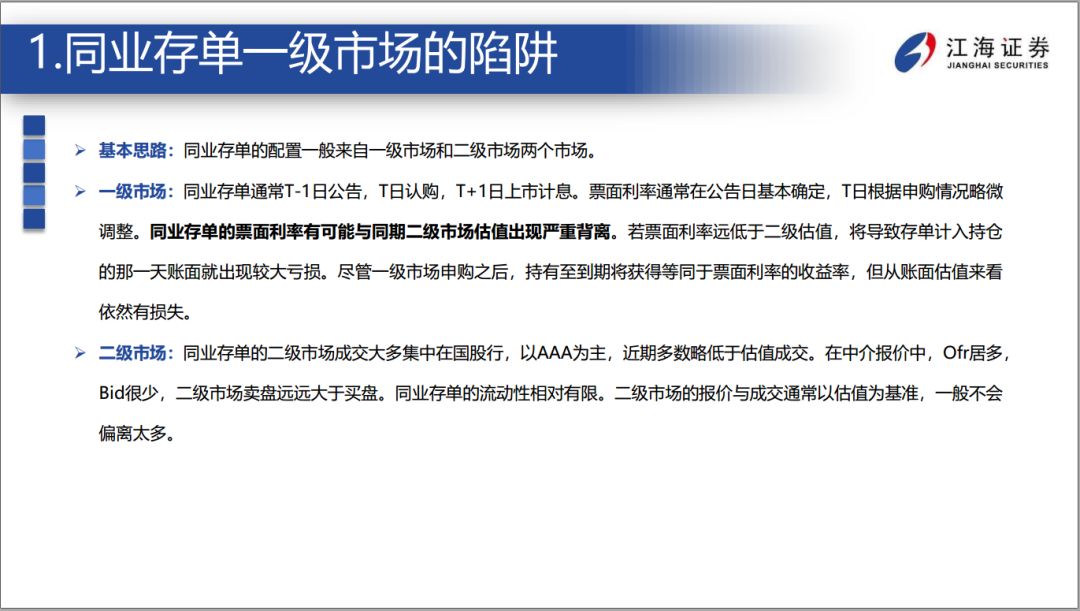 1.同业存单一级市场的陷阱
江海证券
JIANGHAI SECURITIES
基本思路：同业存单的配置一般来自一级市场和二级市场两个市场。
一级市场：同业存单通常T-1日公告，T日认购，T+1日上市计息。票面利率通常在公告日基本确定，T日根据申购情况略微
调整。同业存单的票面利率有可能与同期二级市场估值出现严重背离。若票面利率远低于二级估值，将导致存单计入持仓
的那一天账面就出现较大亏损。尽管一级市场申购之后，持有至到期将获得等同于票面利率的收益率，但从账面估值来看
依然有损失。
二级市场：同业存单的二级市场成交大多集中在国股行，以AAA为主，近期多数略低于估值成交。在中介报价中，Ofr居多，
Bid很少，二级市场卖盘远远大于买盘。同业存单的流动性相对有限。二级市场的报价与成交通常以估值为基准，一般不会
偏离太多。